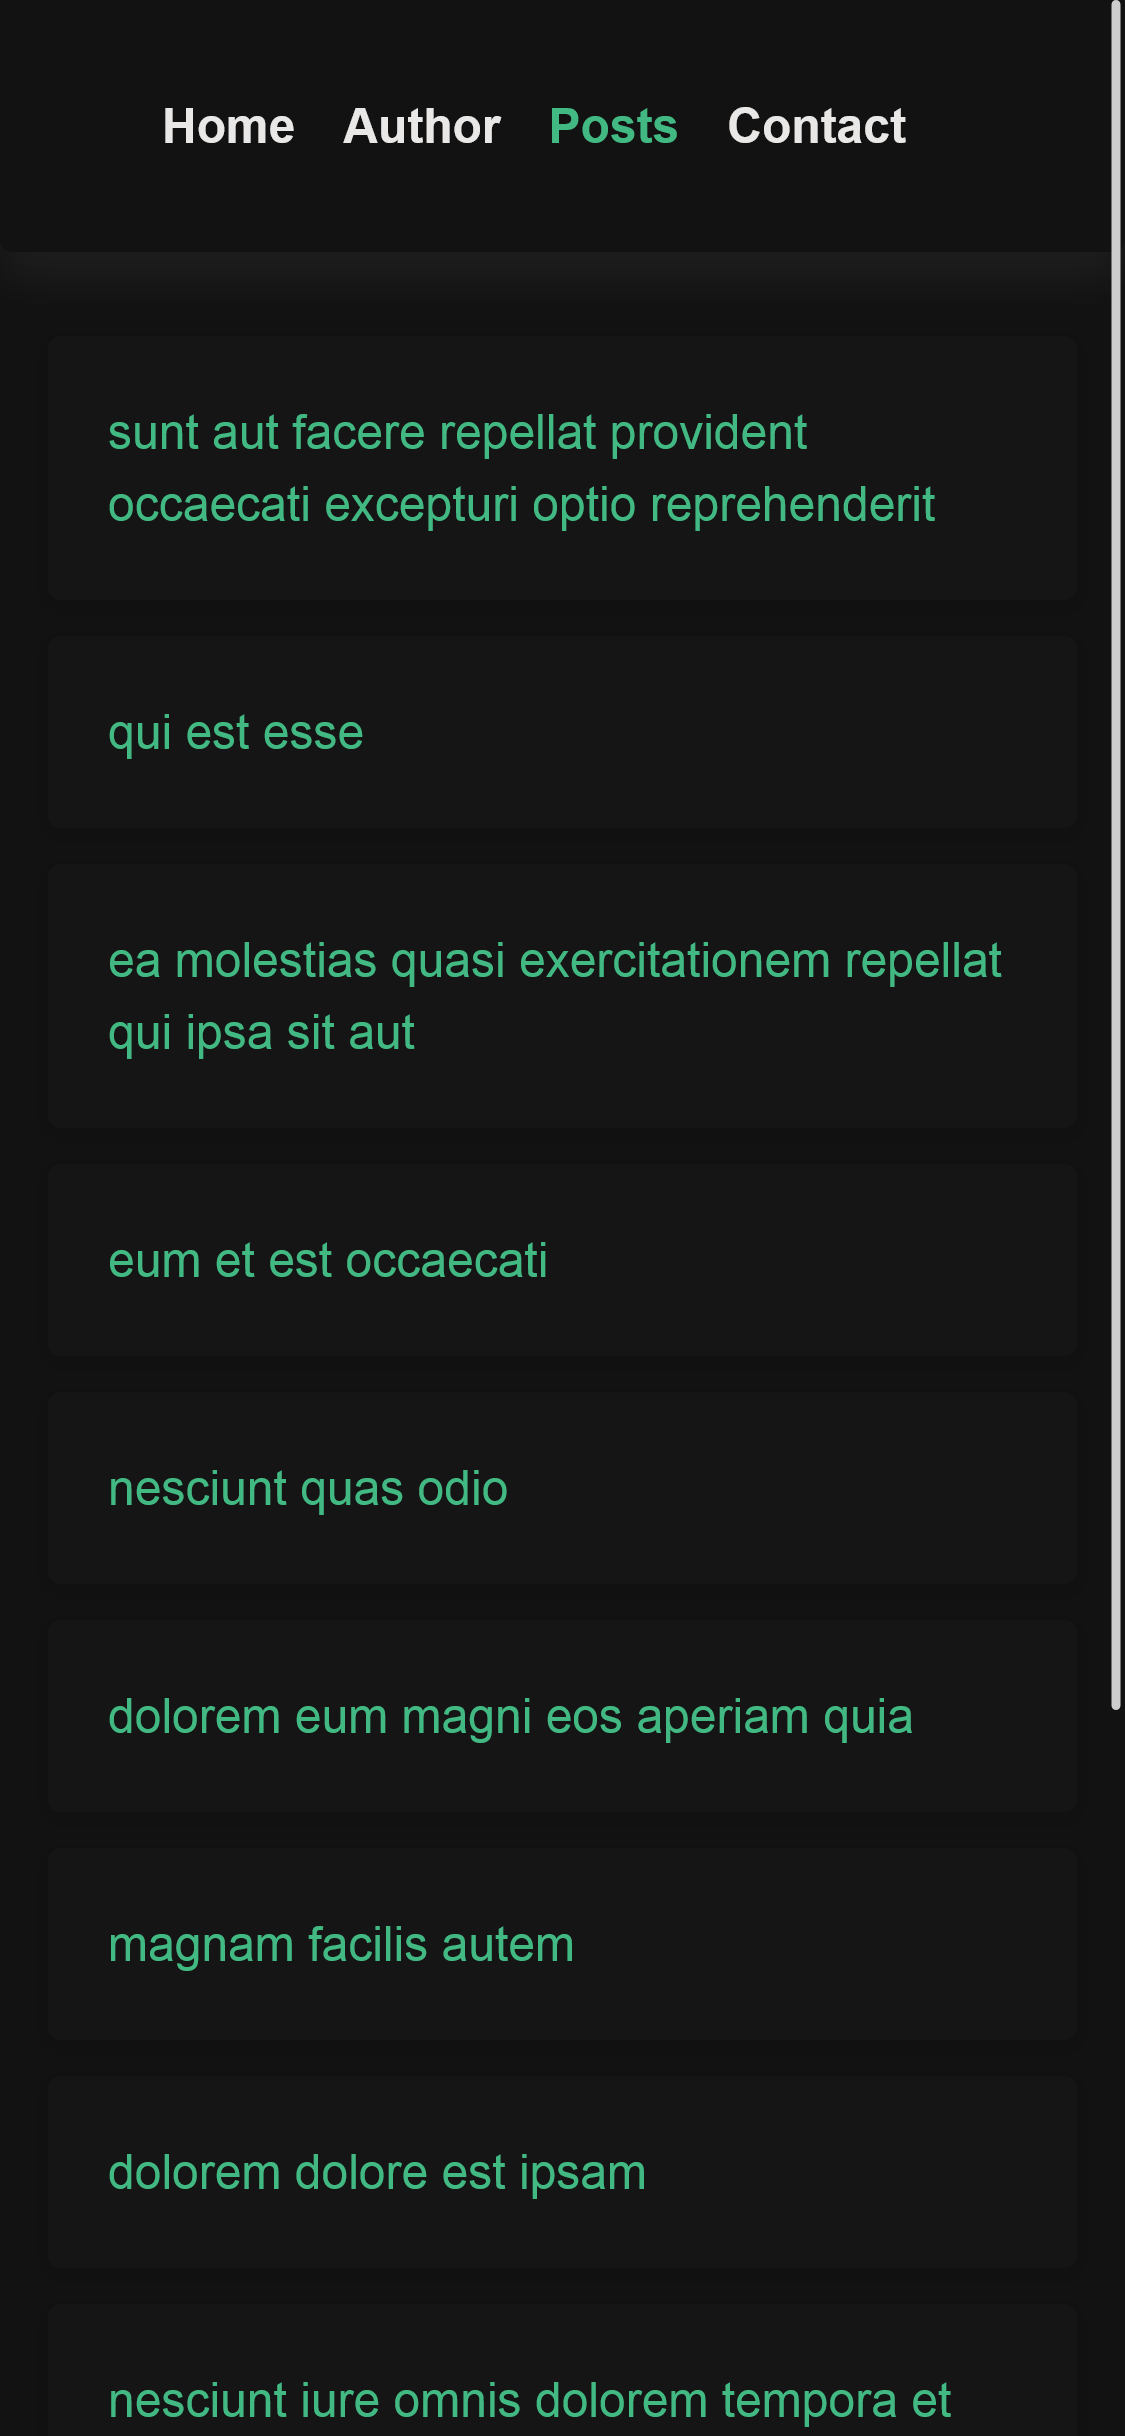 Home Author Posts Contact
sunt aut facere repellat provident
occaecati excepturi optio reprehenderit
qui est esse
ea molestias quasi exercitationem repellat
qui ipsa sit aut
eum et est occaecati
nesciunt quas odio
dolorem eum magni eos aperiam quia
magnam facilis autem
dolorem dolore est ipsam
nesciunt iure omnis dolorem tempora et